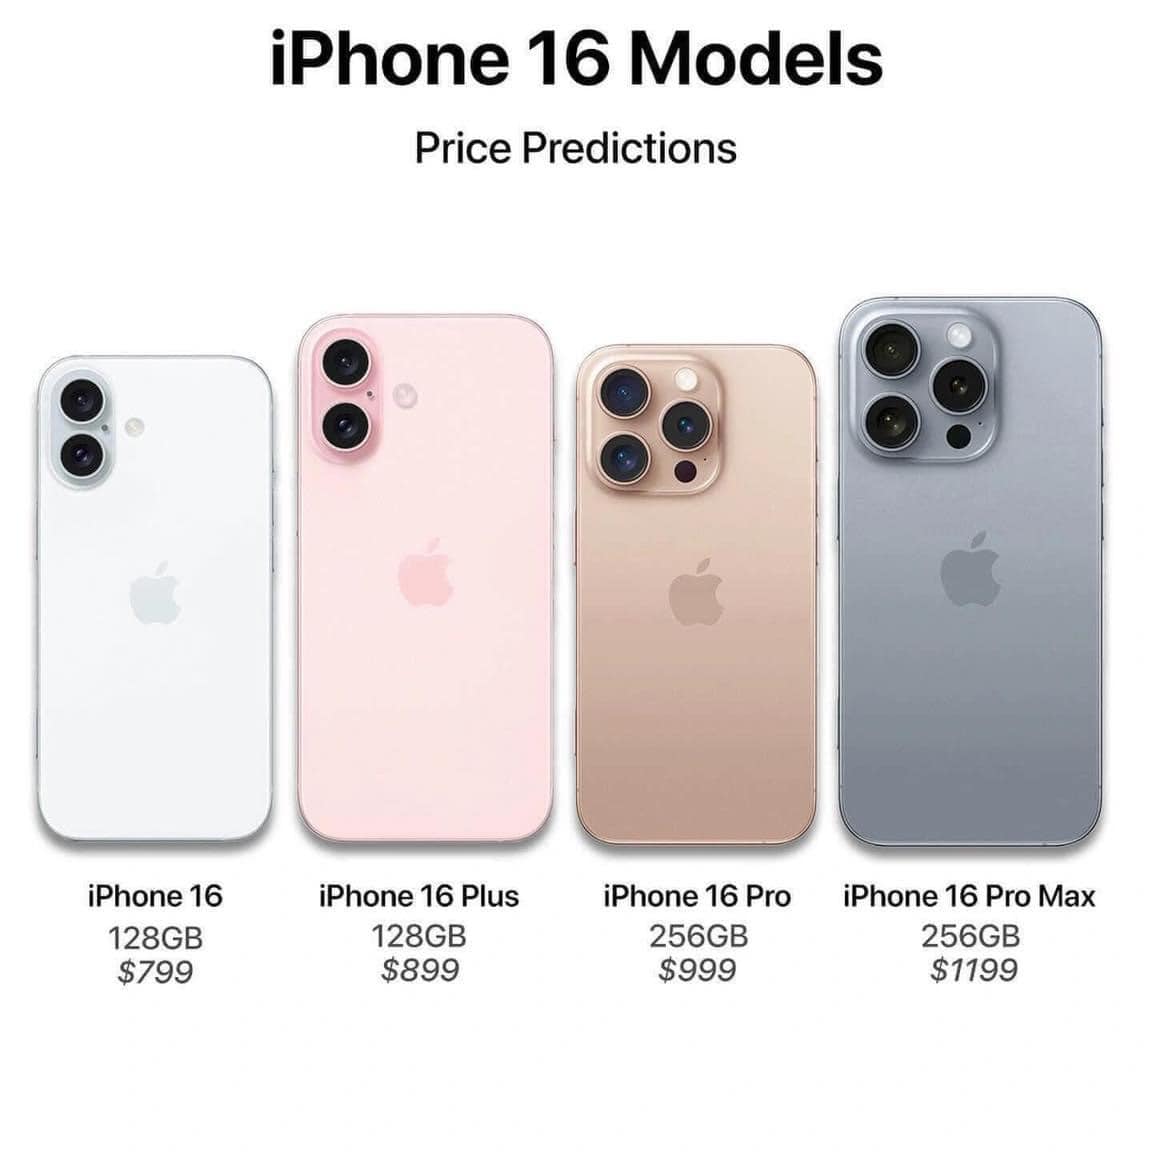 iPhone 16 Models
Price Predictions
iPhone 16
128GB
$799
iPhone 16 Plus
128GB
$899
iPhone 16 Pro
256GB
$999
iPhone 16 Pro Max
256GB
$1199